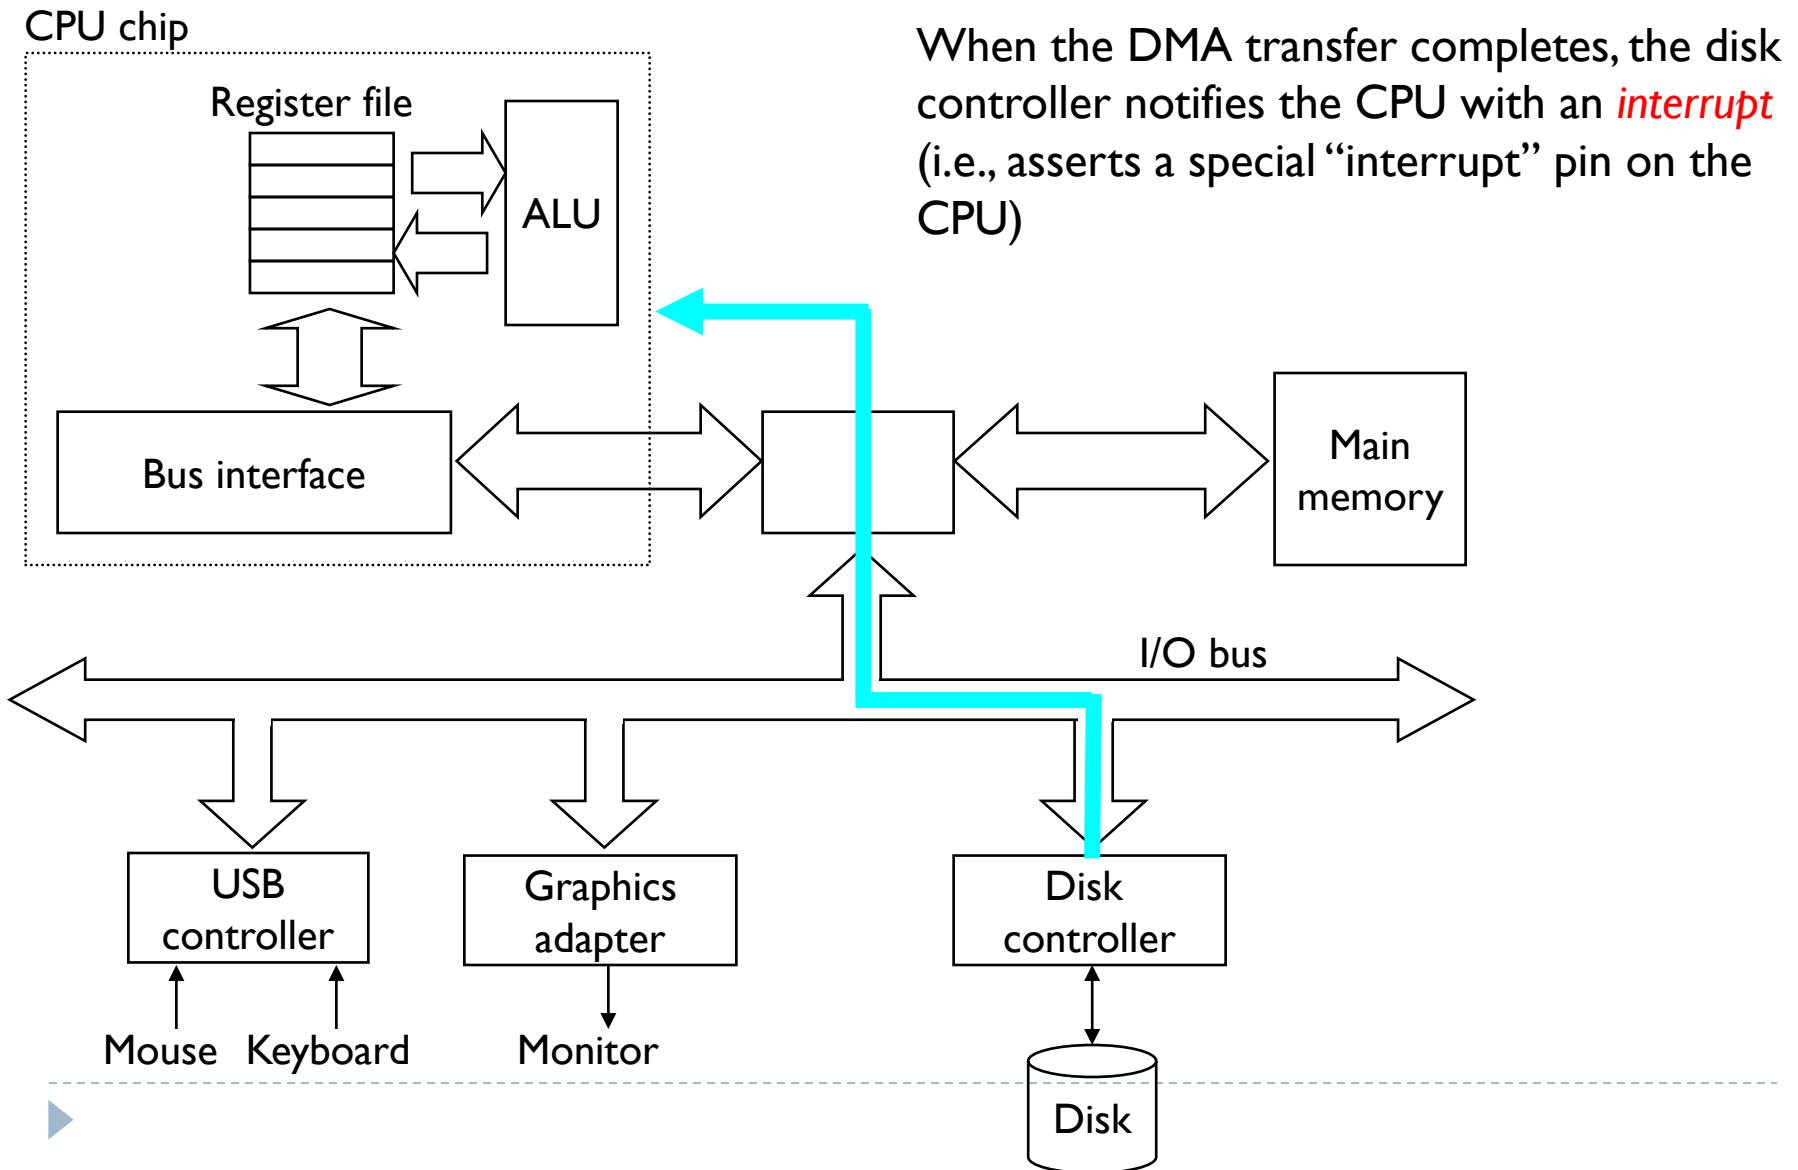 CPU chip
When the DMA transfer completes, the disk
controller notifies the CPU with an interrupt
(i.e., asserts a special “interrupt” pin on the
CPU)
Register file
ALU
Bus interface
Main
memory
I/O bus
USB
controller
Graphics
adapter
Disk
controller
Mouse
Keyboard
Monitor
Disk